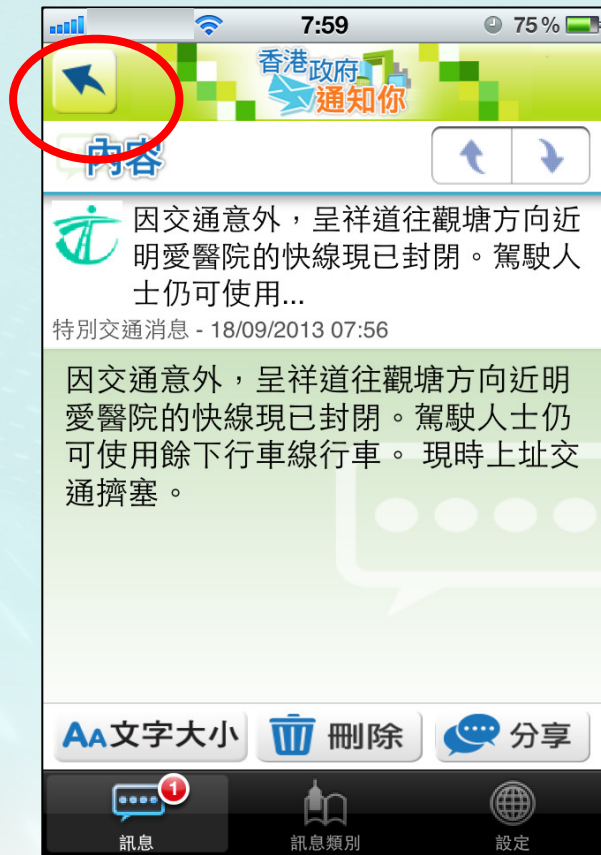 7:59
75%
香港政府
通知你
內容
因交通意外，呈祥道往觀塘方向近
明愛醫院的快線現已封閉。駕駛人
士仍可使用...
特別交通消息 - 18/09/2013 07:56
因交通意外，呈祥道往觀塘方向近明
愛醫院的快線現已封閉。駕駛人士仍
可使用餘下行車線行車。 現時上址交
通擠塞。
AA文字大小
刪除
分享
1
訊息
訊息類別
設定